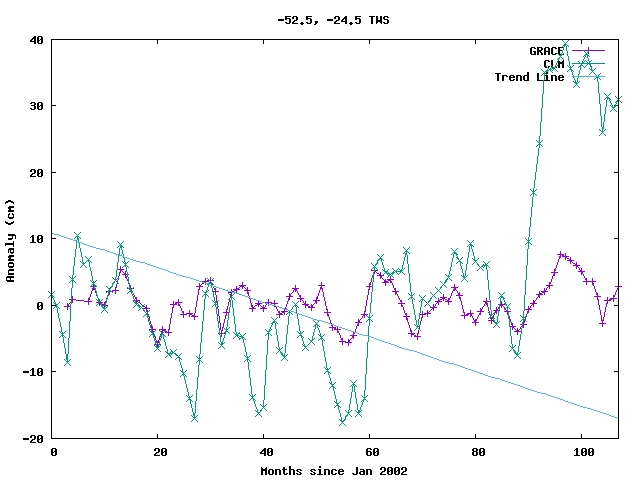 -52.5, -24.5 TWS
GRACE
CLM
Trend Line
40
30
20
10
0
-10
-20
Anomaly (cm)
0 20 40 60 80 100
Months since Jan 2002